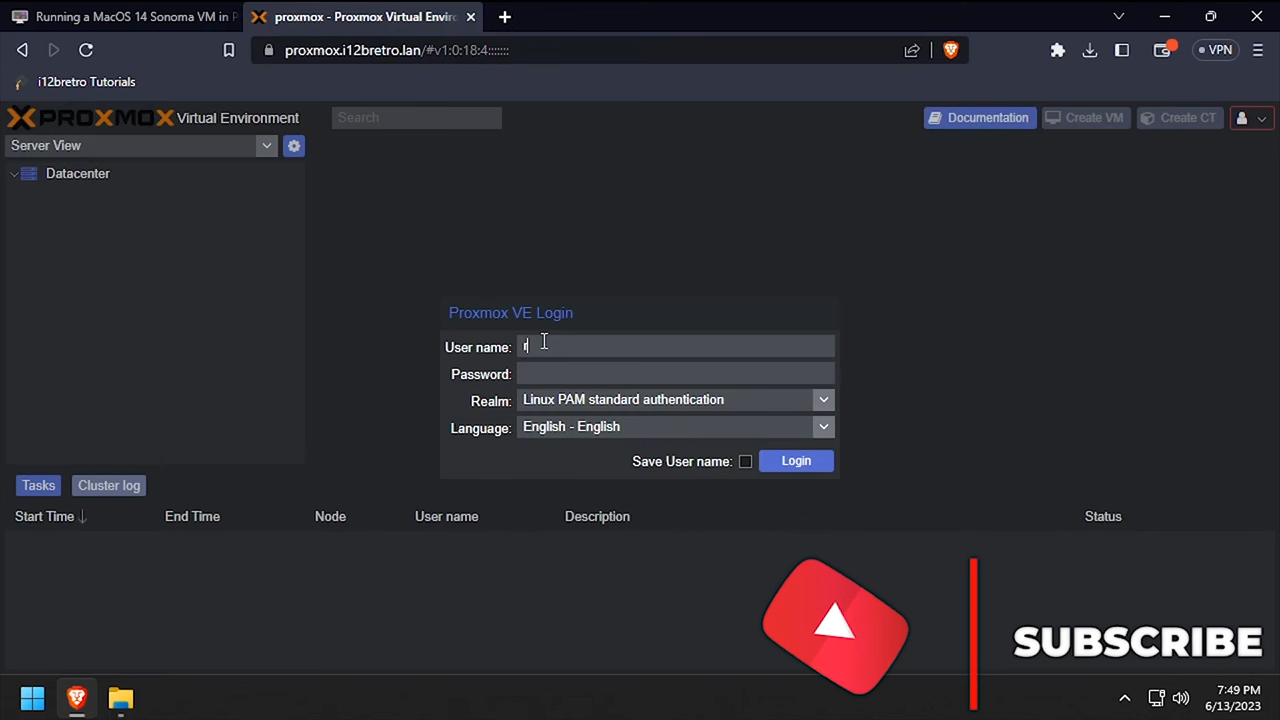 Running a MacOS 14 Sonoma VM in P
proxmox - Proxmox Virtual Enviro
proxmox.i12bretro.lan/#v1:0:18:4:::::::
VPN
i12bretro Tutorials
PROXMOX Virtual Environment
Search
Documentation
Create VM
Create CT
Server View
Datacenter
Proxmox VE Login
User name: r
Password:
Realm: Linux PAM standard authentication
Language: English - English
Save User name:
Login
Tasks
Cluster log
Start Time
End Time
Node
User name
Description
Status
SUBSCRIBE
7:49 PM
6/13/2023